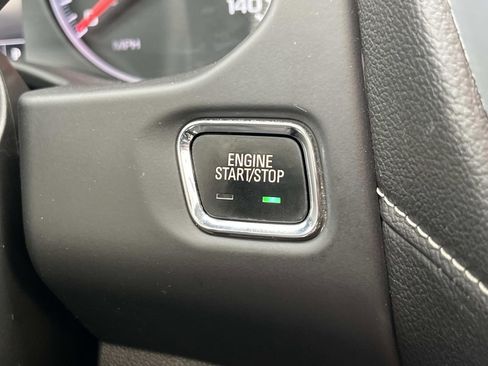 140
MPH
ENGINE
START/STOP